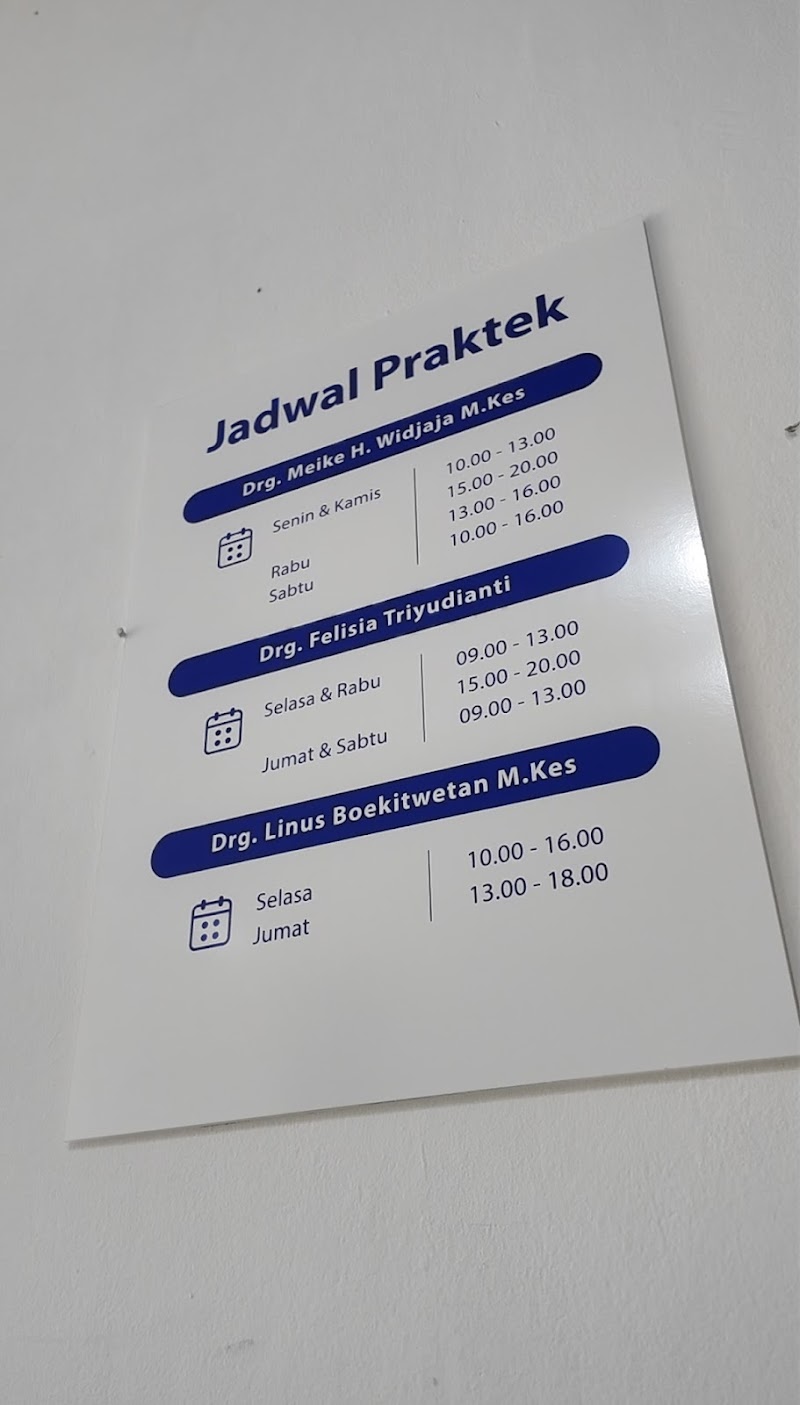 Jadwal Praktek
Drg. Meike H. Widjaja M.Kes
Senin & Kamis 10.00 - 13.00
15.00 - 20.00
Rabu 13.00 - 16.00
Sabtu 10.00 - 16.00
Drg. Felisia Triyudianti
Selasa & Rabu 09.00 - 13.00
15.00 - 20.00
Jumat & Sabtu 09.00 - 13.00
Drg. Linus Boekitwetan M.Kes
Selasa 10.00 - 16.00
Jumat 13.00 - 18.00